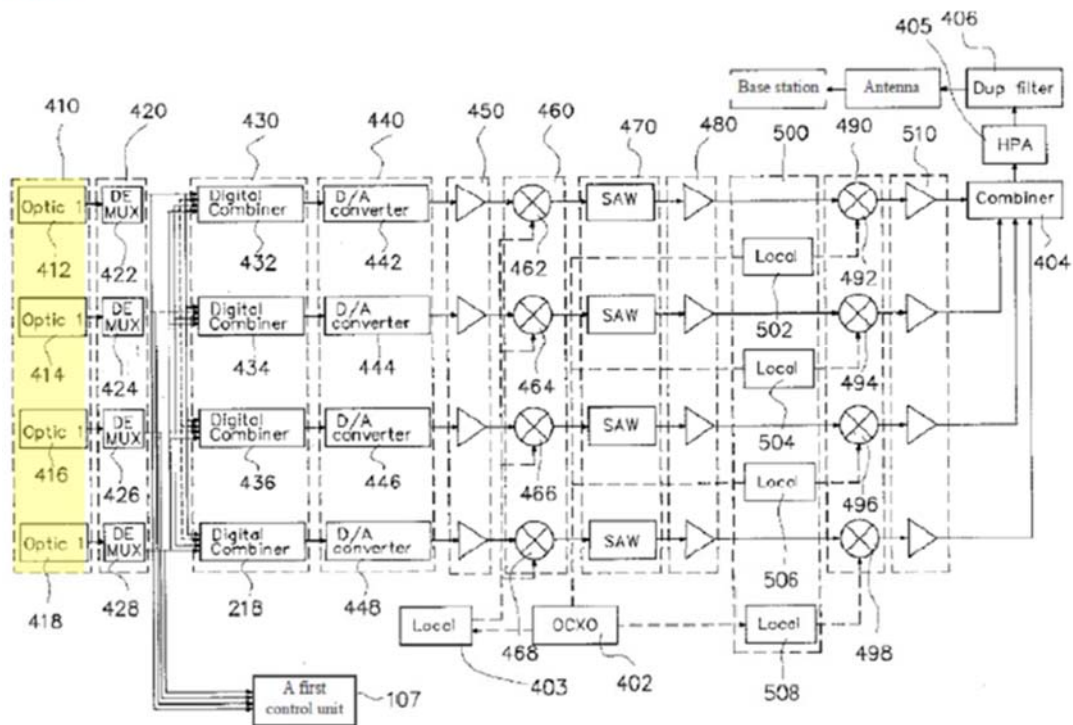 406
405
Base station
Antenna
Dup filter
410
420
430
440
450
460
470
480
500
490
510
HPA
Optic 1
DE
MUX
Digital
Combiner
D/A
converter
SAW
Combiner
412
422
432
442
462
Local
492
404
502
Optic 1
DE
MUX
Digital
Combiner
D/A
converter
SAW
414
424
434
444
464
Local
494
504
Optic 1
DE
MUX
Digital
Combiner
D/A
converter
SAW
416
426
436
446
466
Local
496
506
Optic 1
DE
MUX
Digital
Combiner
D/A
converter
SAW
418
428
218
448
Local
468
OCXO
Local
498
403
402
508
A first
control unit
107